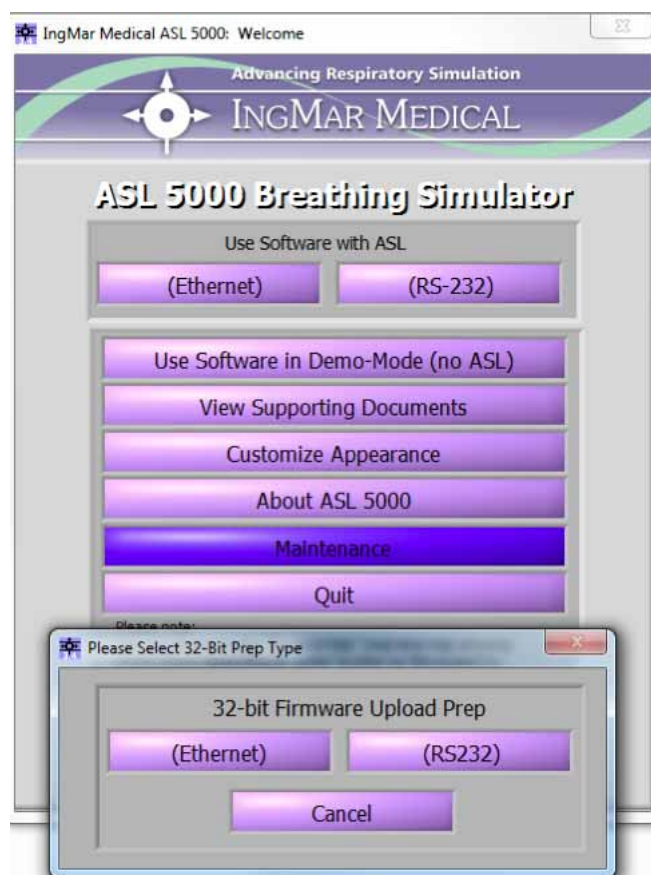 IngMar Medical ASL 5000: Welcome
Advancing Respiratory Simulation
INGMAR MEDICAL
ASL 5000 Breathing Simulator
Use Software with ASL
(Ethernet) (RS-232)
Use Software in Demo-Mode (no ASL)
View Supporting Documents
Customize Appearance
About ASL 5000
Maintenance
Quit
Please note:
Please Select 32-Bit Prep Type
32-bit Firmware Upload Prep
(Ethernet) (RS232)
Cancel